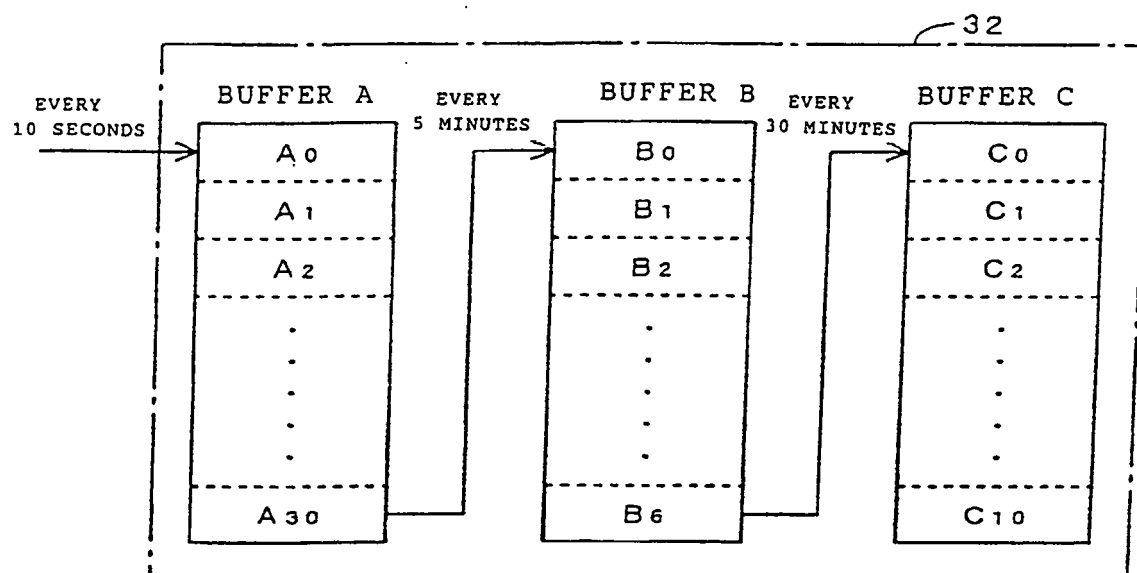 32
EVERY
10 SECONDS
BUFFER A
A0
A1
A2
A30
EVERY
5 MINUTES
BUFFER B
B0
B1
B2
B6
EVERY
30 MINUTES
BUFFER C
C0
C1
C2
C10